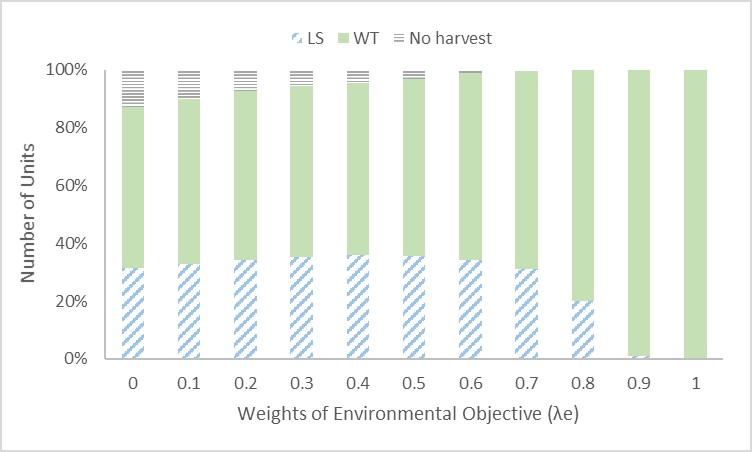 LS WT No harvest
100%
80%
60%
40%
20%
0%
Number of Units
0 0.1 0.2 0.3 0.4 0.5 0.6 0.7 0.8 0.9 1
Weights of Environmental Objective (λe)